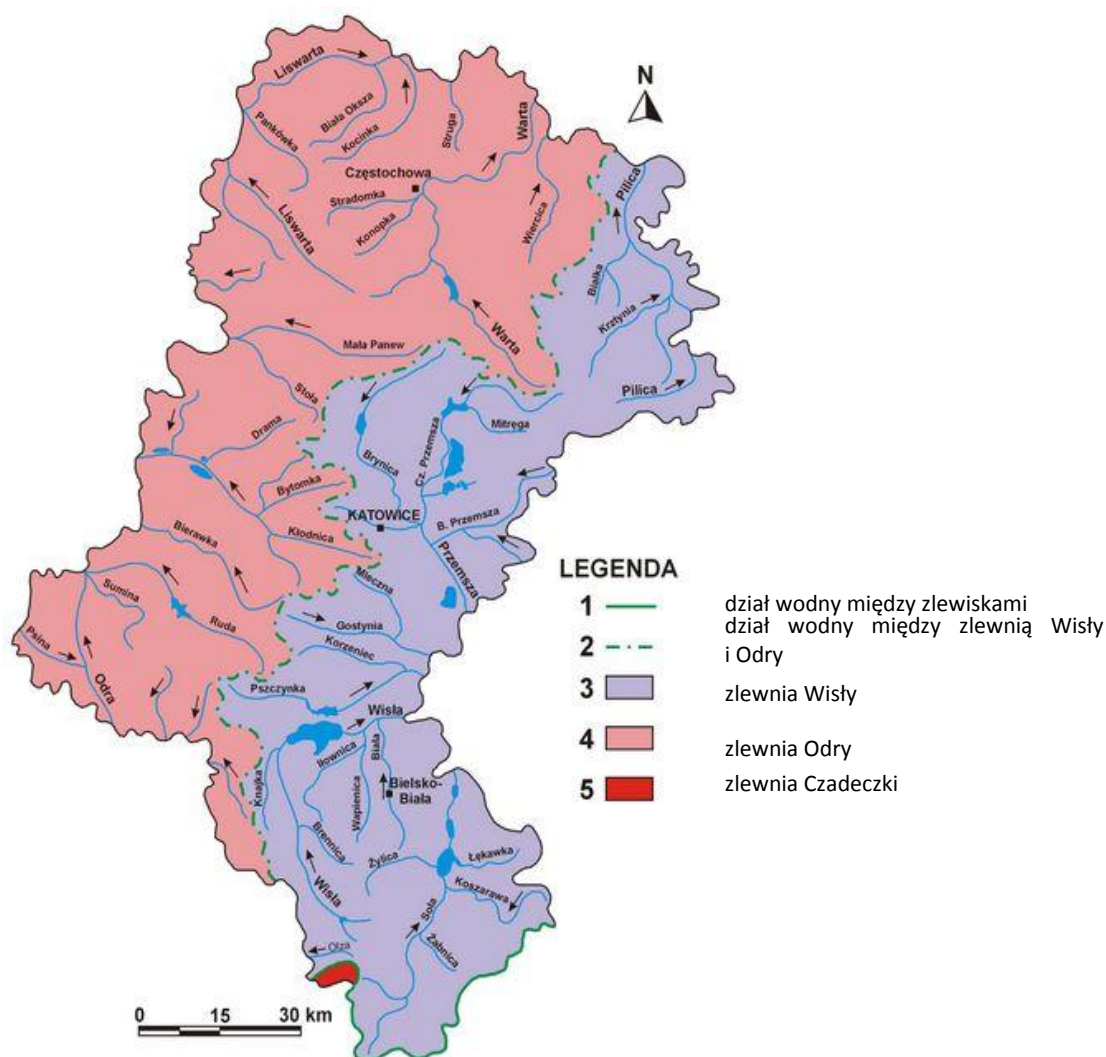 Liswarta
N
Pankówka
Biała Oksza
Kocinka
Struga
Warta
Pilica
Częstochowa
Stradomka
Konopka
Wiercica
Liswarta
Białka
Krztynia
Warta
Mała Panew
Pilica
Stoła
Mitręga
Drama
Cz. Przemsza
Brynica
Bytomka
KATOWICE
B. Przemsza
Bierawka
Kłodnica
Przemsza
LEGENDA
Mleczna
1 dział wodny między zlewiskami
Sumina
Gostynia
2 dział wodny między zlewnią Wisły
i Odry
Ruda
Korzeniec
Psina
Odra
Pszczynka
3 zlewnia Wisły
Wisła
4 zlewnia Odry
Iłownica
Biała
5 zlewnia Czadeczki
Knajka
Wapienica
Bielsko-
Biała
Brennica
Żylica
Łękawka
Wisła
Koszarawa
Soła
Żabnica
Olza
0 15 30 km